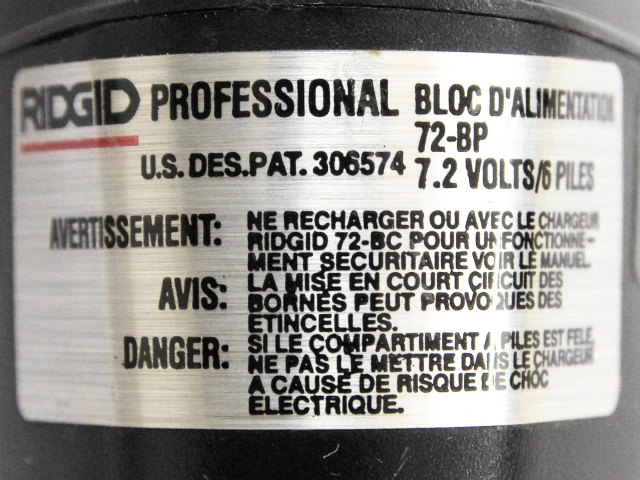 RIDGID PROFESSIONAL BLOC D'ALIMENTATION
72-BP
U.S. DES. PAT. 306574 7.2 VOLTS/6 PILES
AVERTISSEMENT: NE RECHARGER OU AVEC LE CHARGEUR
RIDGID 72-BC POUR UN FONCTIONNE-
MENT SECURITAIRE VOIR LE MANUEL.
AVIS: LA MISE EN COURT CIRCUIT DES
BORNES PEUT PROVOQUES DES
ETINCELLES.
DANGER: SI LE COMPARTIMENT A PILES EST FELE,
NE PAS LE METTRE DANS LE CHARGEUR
A CAUSE DE RISQUE DE CHOC
ELECTRIQUE.